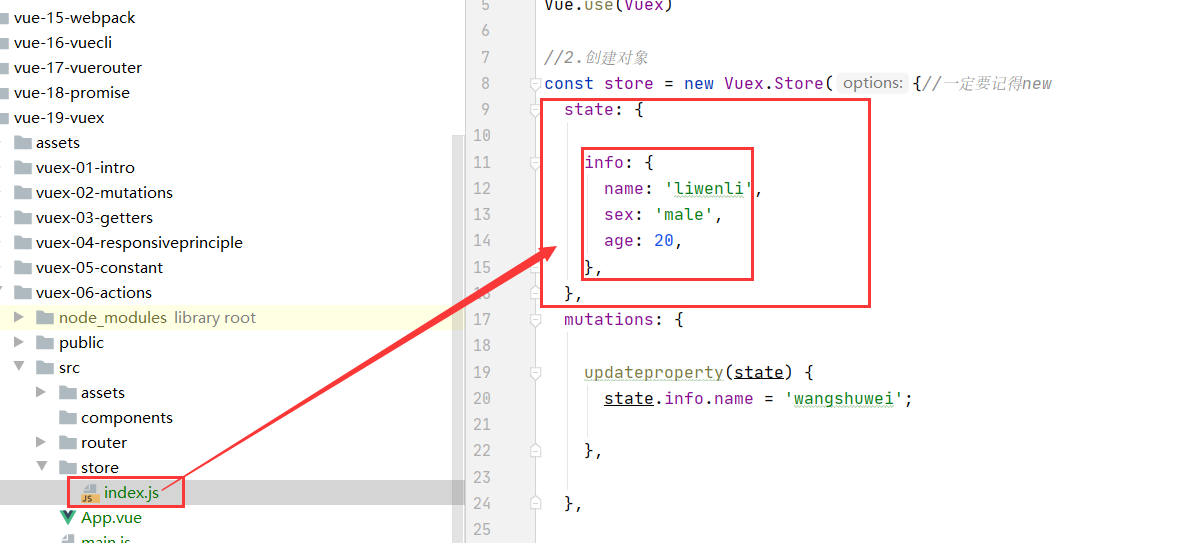 vue-15-webpack
vue-16-vuecli
vue-17-vuerouter
vue-18-promise
vue-19-vuex
assets
vuex-01-intro
vuex-02-mutations
vuex-03-getters
vuex-04-responsiveprinciple
vuex-05-constant
vuex-06-actions
node_modules library root
public
src
assets
components
router
store
index.js
App.vue
main.js
5 Vue.use(Vuex)
6
7 //2.创建对象
8 const store = new Vuex.Store( options: {//一定要记得new
9 state: {
10
11 info: {
12 name: 'liwenli',
13 sex: 'male',
14 age: 20,
15 },
16 },
17 mutations: {
18
19 updateproperty(state) {
20 state.info.name = 'wangshuwei';
21
22 },
23
24 },
25